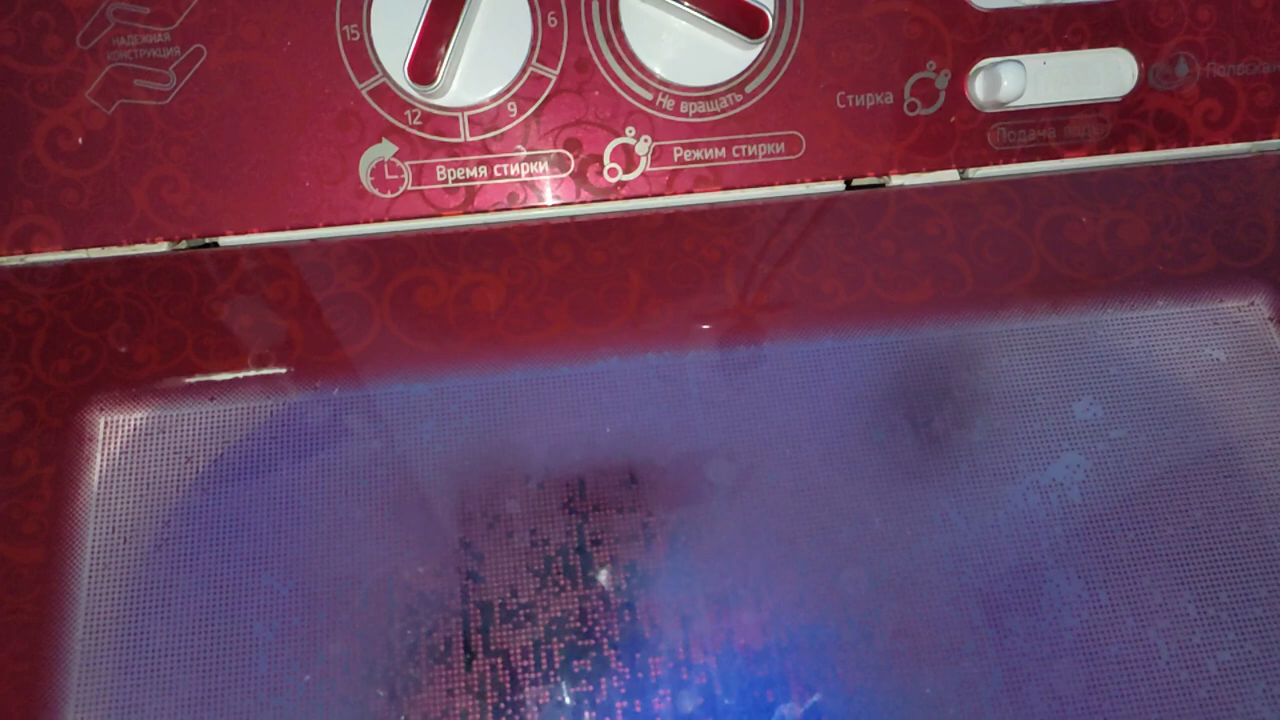 НАДЕЖНАЯ
КОНСТРУКЦИЯ
15
6
12
9
Время стирки
Не вращать
Режим стирки
Стирка
Полоскан
Подача воды